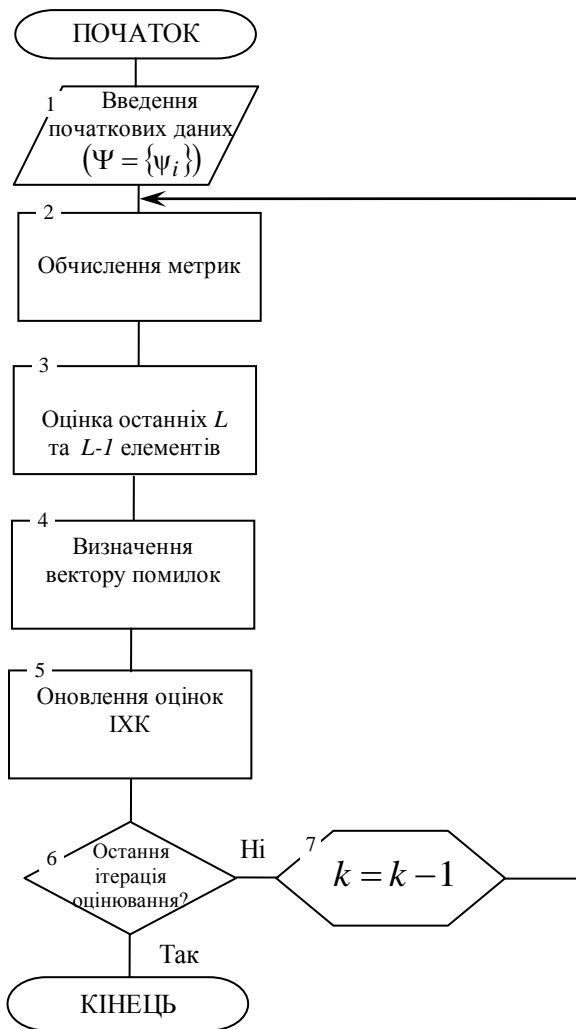 ПОЧАТОК
1 Введення
початкових даних
(Ψ = {ψᵢ})
2
Обчислення метрик
3
Оцінка останніх L
та L-1 елементів
4
Визначення
вектору помилок
5
Оновлення оцінок
ІХК
6
Остання
ітерація
оцінювання?
Ні
7
k = k − 1
Так
КІНЕЦЬ